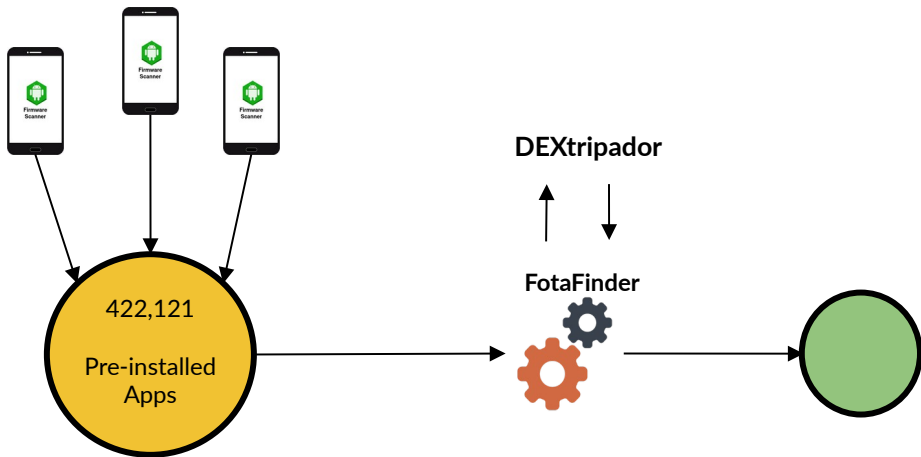 Firmware
Scanner
Firmware
Scanner
Firmware
Scanner
DEXtripador
FotaFinder
422,121
Pre-installed
Apps